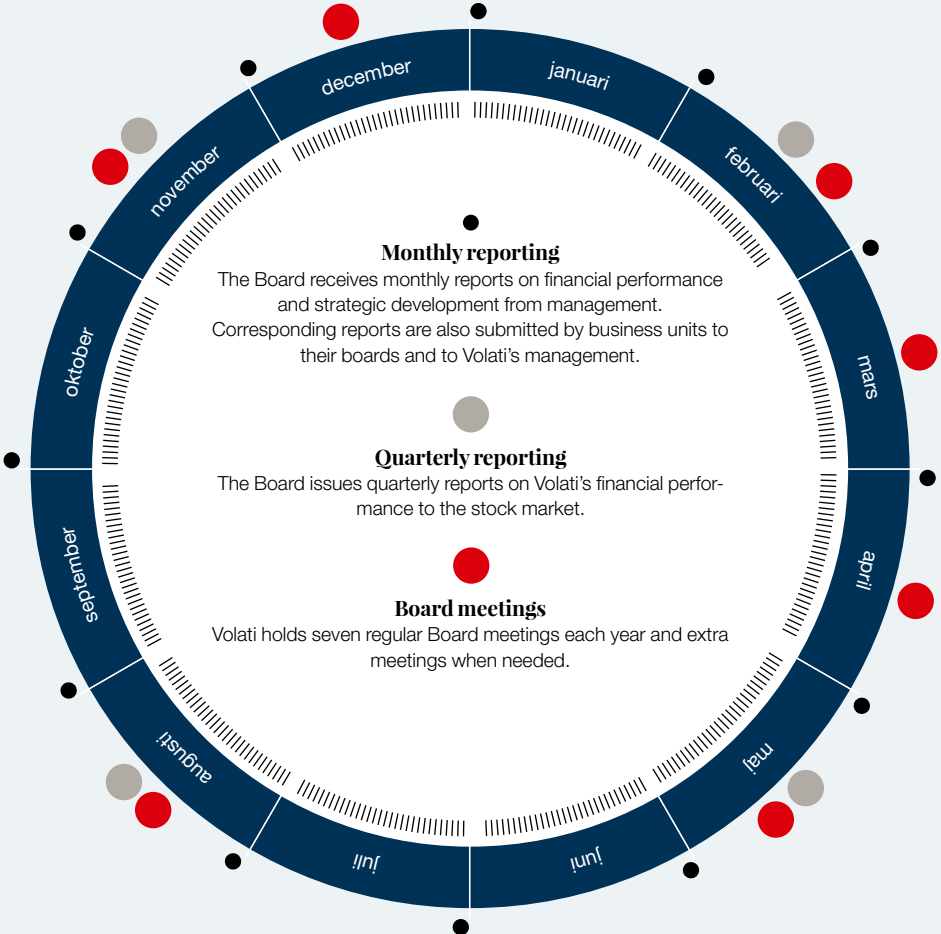 januari
februari
mars
april
maj
juni
juli
augusti
september
oktober
november
december
Monthly reporting
The Board receives monthly reports on financial performance
and strategic development from management.
Corresponding reports are also submitted by business units to
their boards and to Volati’s management.
Quarterly reporting
The Board issues quarterly reports on Volati’s financial perfor-
mance to the stock market.
Board meetings
Volati holds seven regular Board meetings each year and extra
meetings when needed.